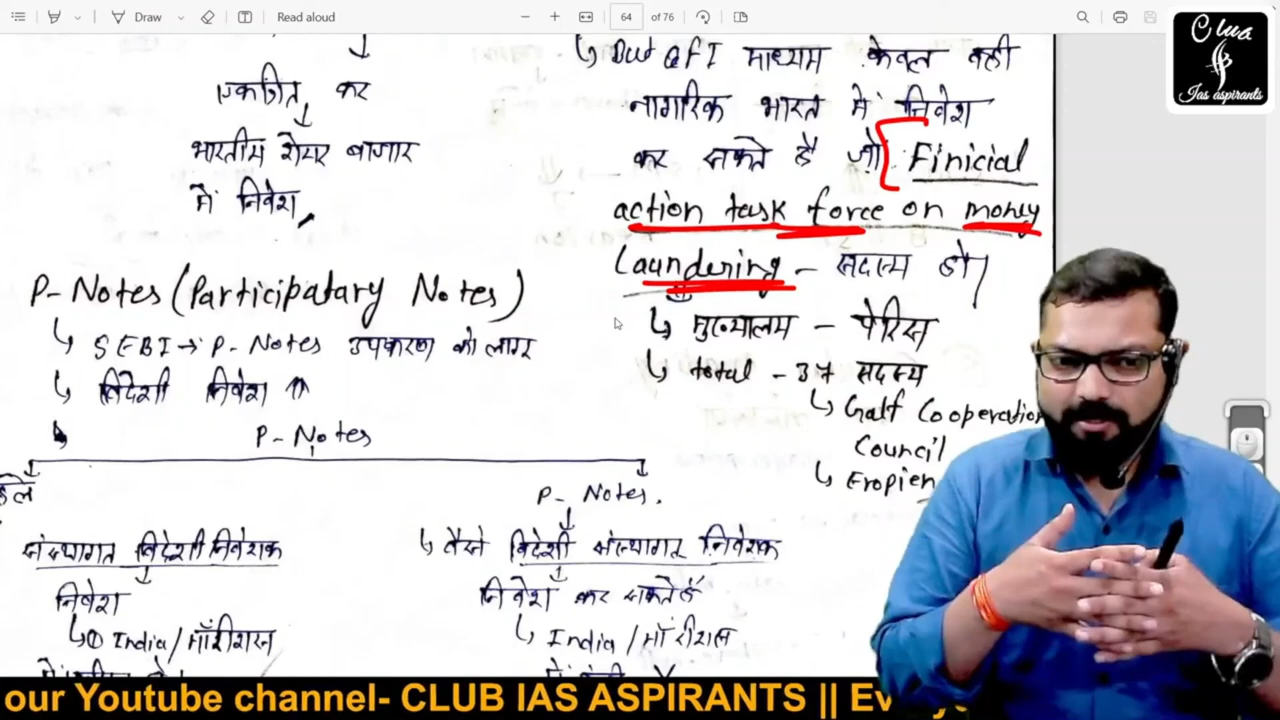 Draw
Read aloud
64 of 76
Club
Ias aspirants
एकत्रित कर
भारतीय शेयर बाजार
में निवेश
P-Notes (Participatary Notes)
SEBI → P-Notes उपकरण को लागर
विदेशी निवेश ↑↑
P-Notes
संस्थागत विदेशी निवेशक
निवेश
① India/मॉरीशस
But QFI माध्यम केवल वही
नागरिक भारत में निवेश
कर सकते है जो Finicial
action task force on money
Laundering - सदस्य हो।
मुख्यालय - पेरिस
total - 37 सदस्य
Galf Cooperation
Council
Eropien
P-Notes.
वैसे विदेशी संस्थागत निवेशक
निवेश कर सकते है
India/मॉरीशस
our Youtube channel- CLUB IAS ASPIRANTS ||